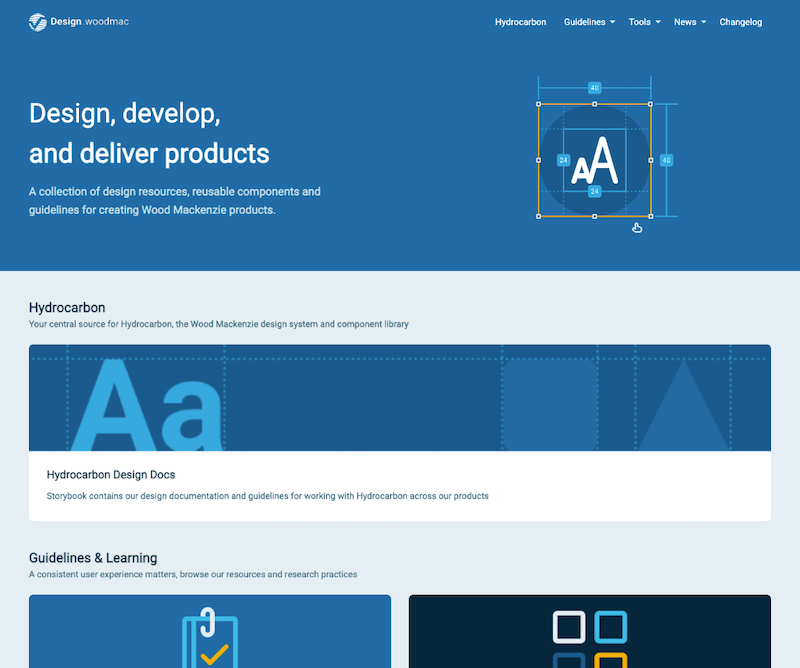 Design.woodmac
Hydrocarbon Guidelines Tools News Changelog
Design, develop,
and deliver products
A collection of design resources, reusable components and
guidelines for creating Wood Mackenzie products.
40
AA
24
40
24
Hydrocarbon
Your central source for Hydrocarbon, the Wood Mackenzie design system and component library
Aa
Hydrocarbon Design Docs
Storybook contains our design documentation and guidelines for working with Hydrocarbon across our products
Guidelines & Learning
A consistent user experience matters, browse our resources and research practices